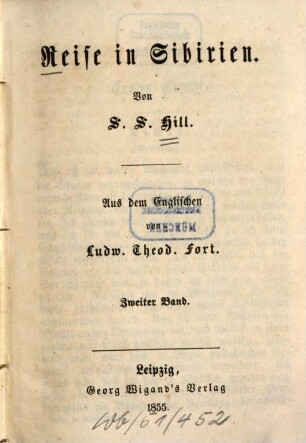 Reise in Sibirien.
Von
S. S. Hill.
Aus dem Englischen
von
Ludw. Theod. Fort.
MÜNCHEN
Zweiter Band.
Leipzig,
Georg Wigand's Verlag
1855.